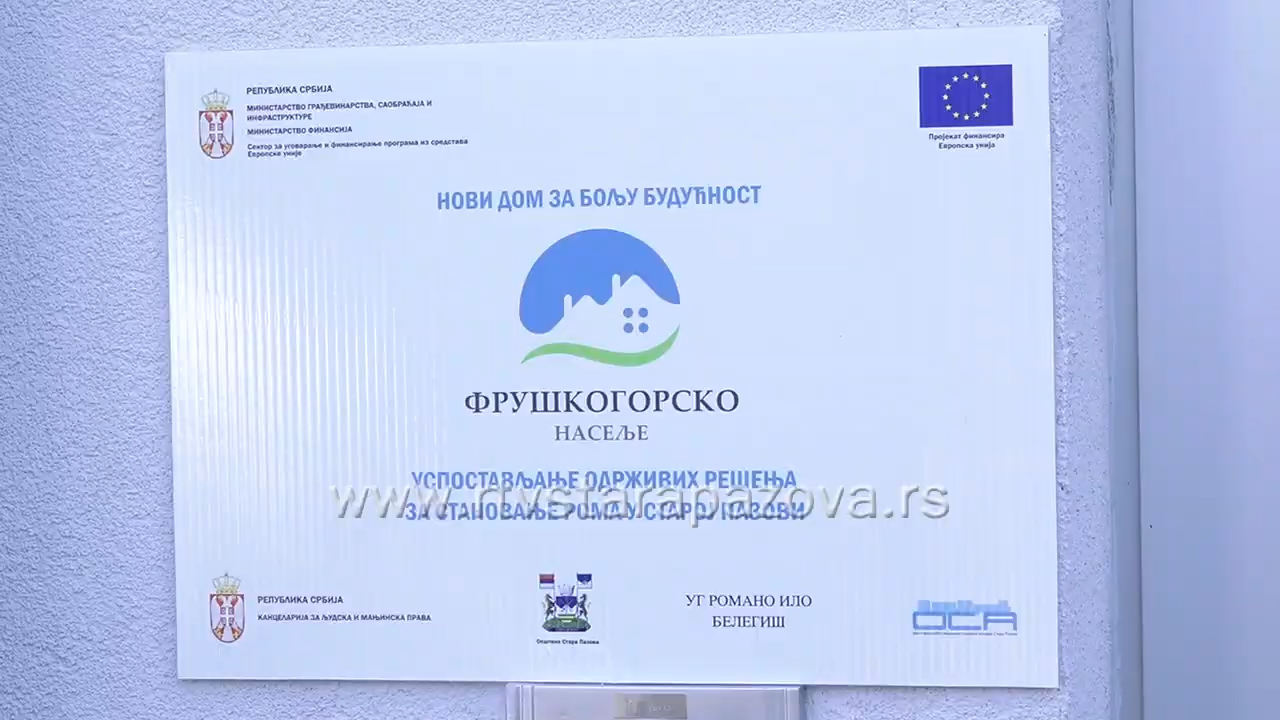 РЕПУБЛИКА СРБИЈА
МИНИСТАРСТВО ГРАЂЕВИНАРСТВА, САОБРАЋАЈА И
ИНФРАСТРУКТУРЕ
МИНИСТАРСТВО ФИНАНСИЈА
Сектор за уговарање и финансирање програма из средстава
Европске уније
Пројекат финансира
Европска унија
НОВИ ДОМ ЗА БОЉУ БУДУЋНОСТ
ФРУШКОГОРСКО
НАСЕЉЕ
УСПОСТАВЉАЊЕ ОДРЖИВИХ РЕШЕЊА
ЗА СТАНОВАЊЕ РОМА У СТАРОЈ ПАЗОВИ
www.rtvstarapazova.rs
РЕПУБЛИКА СРБИЈА
КАНЦЕЛАРИЈА ЗА ЉУДСКА И МАЊИНСКА ПРАВА
Општина Стара Пазова
УГ РОМАНО ИЛО
БЕЛЕГИШ
ОСА